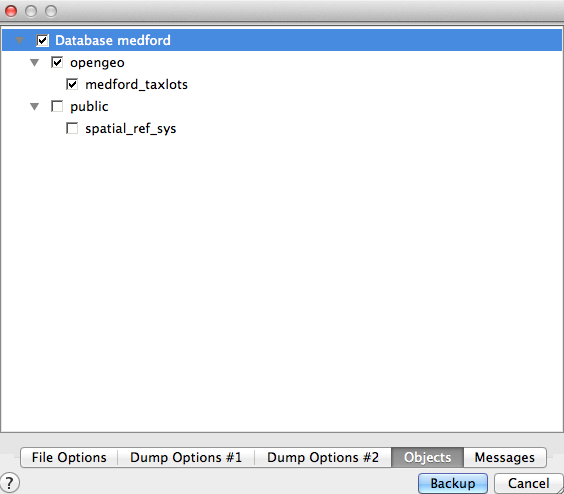 Database medford
opengeo
medford_taxlots
public
spatial_ref_sys
File Options Dump Options #1 Dump Options #2 Objects Messages
? Backup Cancel